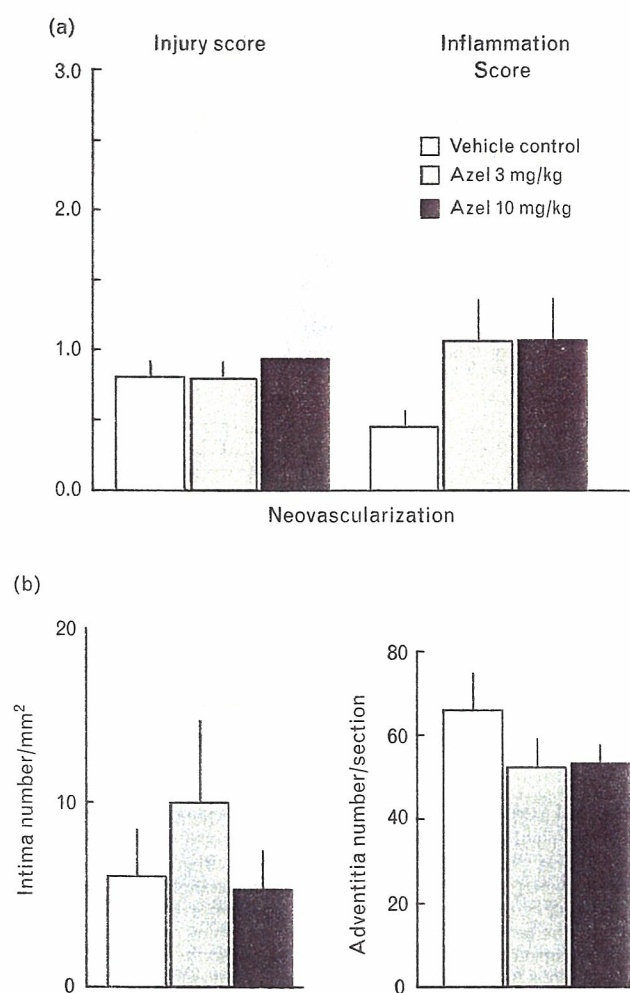 (a)
Injury score
Inflammation
Score
3.0
2.0
1.0
0.0
Vehicle control
Azel 3 mg/kg
Azel 10 mg/kg
Neovascularization
(b)
Intima number/mm²
20
10
0
Adventitia number/section
80
60
40
20
0